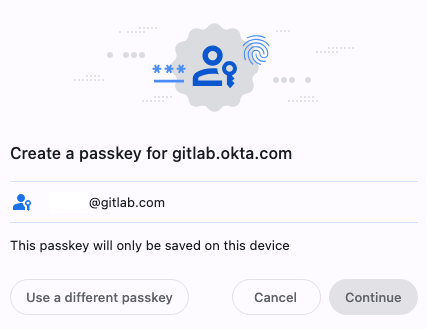 ***
Create a passkey for gitlab.okta.com
@gitlab.com
This passkey will only be saved on this device
Use a different passkey
Cancel
Continue